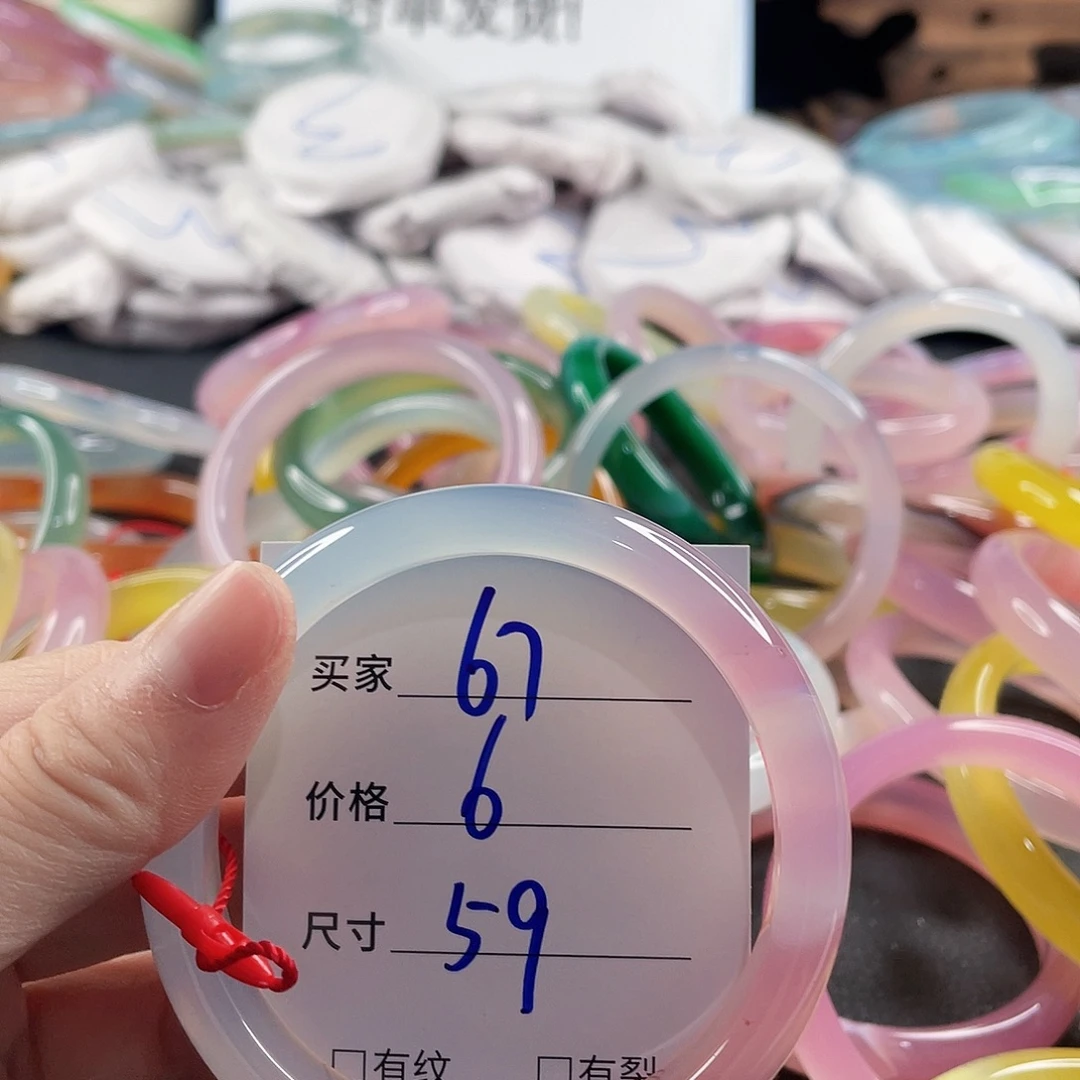 买家 67
价格 6
尺寸 59
□有纹 □有裂